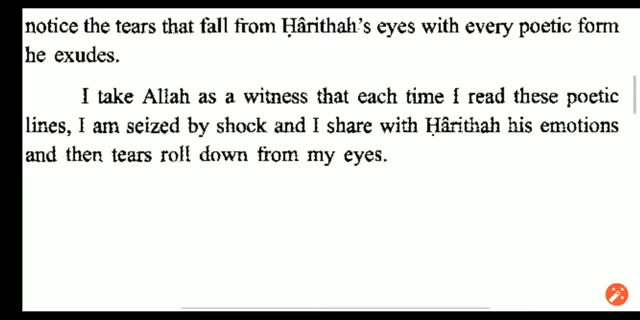 notice the tears that fall from Ḥârithah's eyes with every poetic form
he exudes.
I take Allah as a witness that each time I read these poetic
lines, I am seized by shock and I share with Ḥârithah his emotions
and then tears roll down from my eyes.